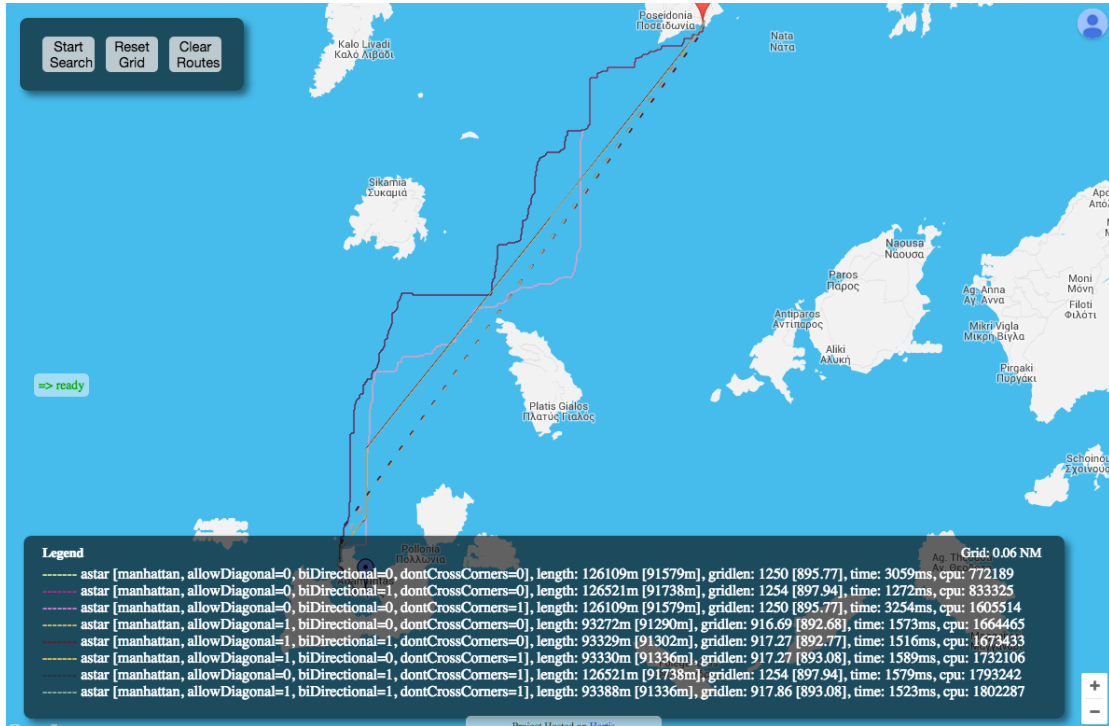 Start
Search
Reset
Grid
Clear
Routes
Kalo Livadi
Καλό Λιβάδι
Poseidonia
Ποσειδωνία
Nata
Νάτα
Sikamia
Συκαμιά
Naousa
Νάουσα
Paros
Πάρος
Ag. Anna
Αγ. Άννα
Moni
Μόνη
Filoti
Φιλότι
Antiparos
Αντίπαρος
Mikri Vigla
Μικρή Βίγλα
Aliki
Αλυκή
Pirgaki
Πυργάκι
=> ready
Platis Gialos
Πλατύς Γιαλός
Schoinou
Σχοινού
Pollonia
Πολλωνία
Legend
Grid: 0.06 NM
astar [manhattan, allowDiagonal=0, biDirectional=0, dontCrossCorners=0], length: 126109m [91579m], gridlen: 1250 [895.77], time: 3059ms, cpu: 772189
astar [manhattan, allowDiagonal=0, biDirectional=1, dontCrossCorners=0], length: 126521m [91738m], gridlen: 1254 [897.94], time: 1272ms, cpu: 833325
astar [manhattan, allowDiagonal=0, biDirectional=0, dontCrossCorners=1], length: 126109m [91579m], gridlen: 1250 [895.77], time: 3254ms, cpu: 1605514
astar [manhattan, allowDiagonal=1, biDirectional=0, dontCrossCorners=0], length: 93272m [91290m], gridlen: 916.69 [892.68], time: 1573ms, cpu: 1664465
astar [manhattan, allowDiagonal=1, biDirectional=1, dontCrossCorners=0], length: 93329m [91302m], gridlen: 917.27 [892.77], time: 1516ms, cpu: 1673433
astar [manhattan, allowDiagonal=1, biDirectional=0, dontCrossCorners=1], length: 93330m [91336m], gridlen: 917.27 [893.08], time: 1589ms, cpu: 1732106
astar [manhattan, allowDiagonal=0, biDirectional=1, dontCrossCorners=1], length: 126521m [91738m], gridlen: 1254 [897.94], time: 1579ms, cpu: 1793242
astar [manhattan, allowDiagonal=1, biDirectional=1, dontCrossCorners=1], length: 93388m [91336m], gridlen: 917.86 [893.08], time: 1523ms, cpu: 1802287
Project Hosted on